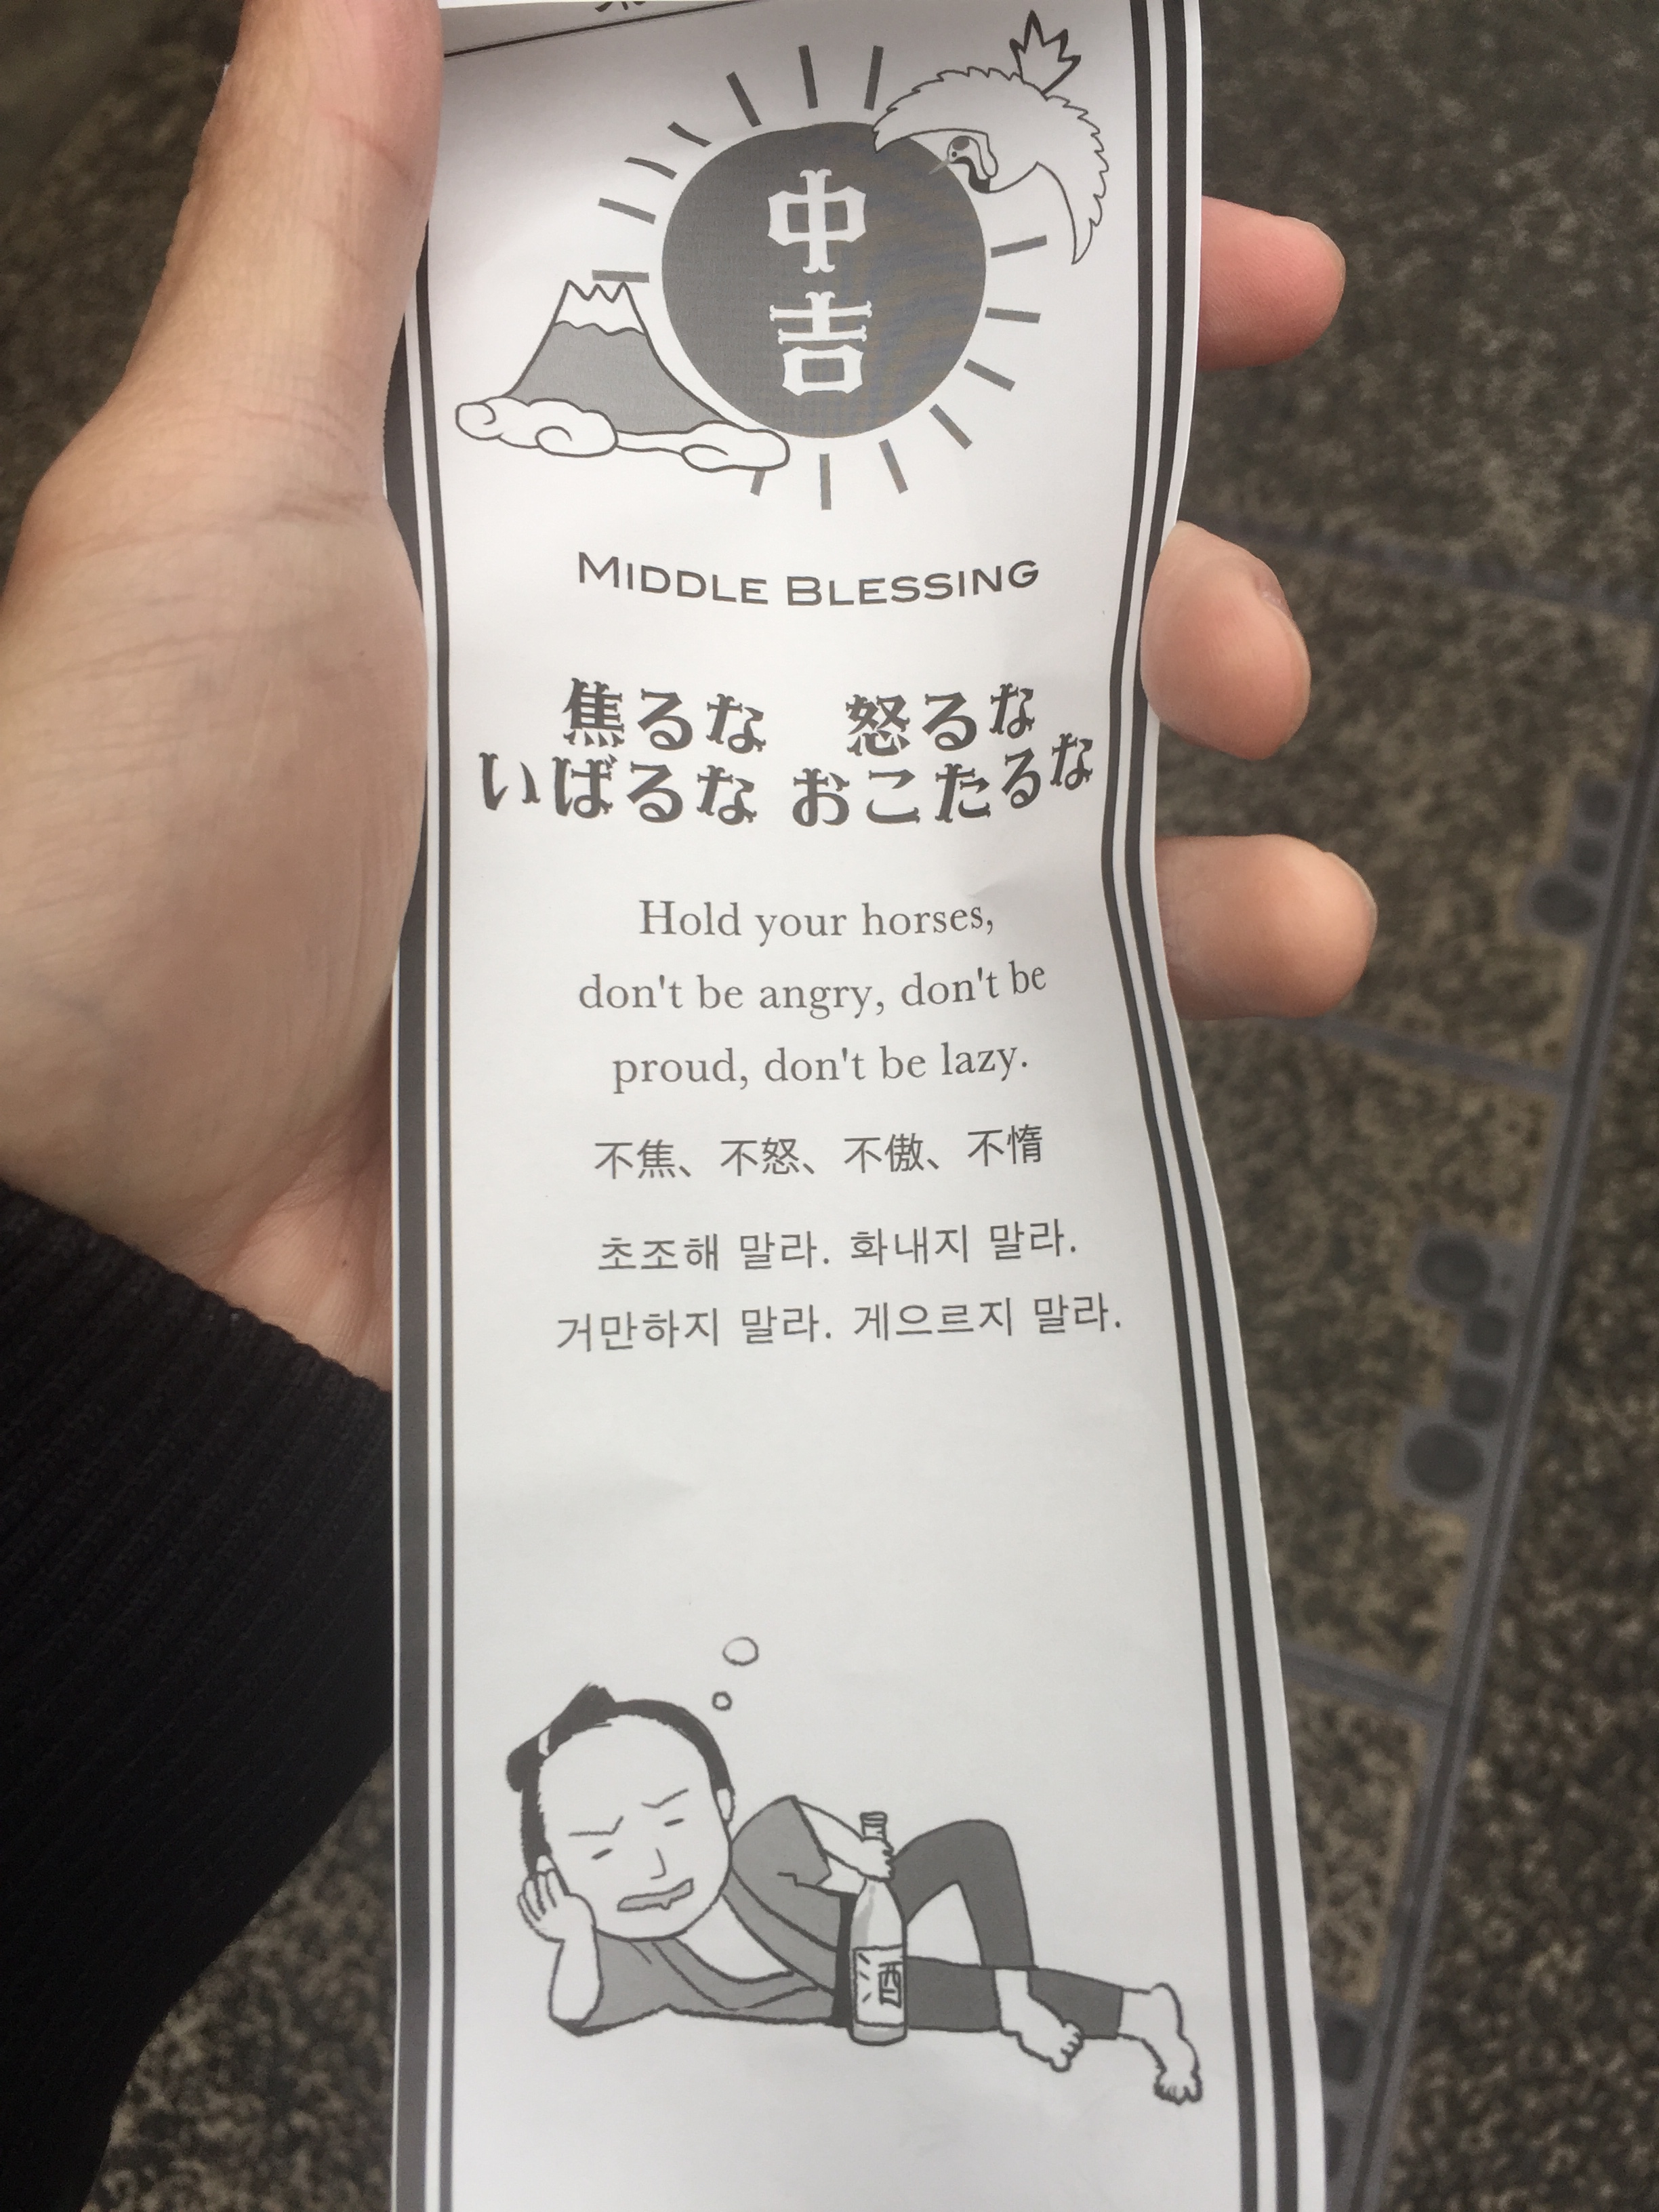 中
吉
MIDDLE BLESSING
焦るな　怒るな
いばるな おこたるな
Hold your horses,
don't be angry, don't be
proud, don't be lazy.
不焦、不怒、不傲、不惰
초조해 말라. 화내지 말라.
거만하지 말라. 게으르지 말라.
酒